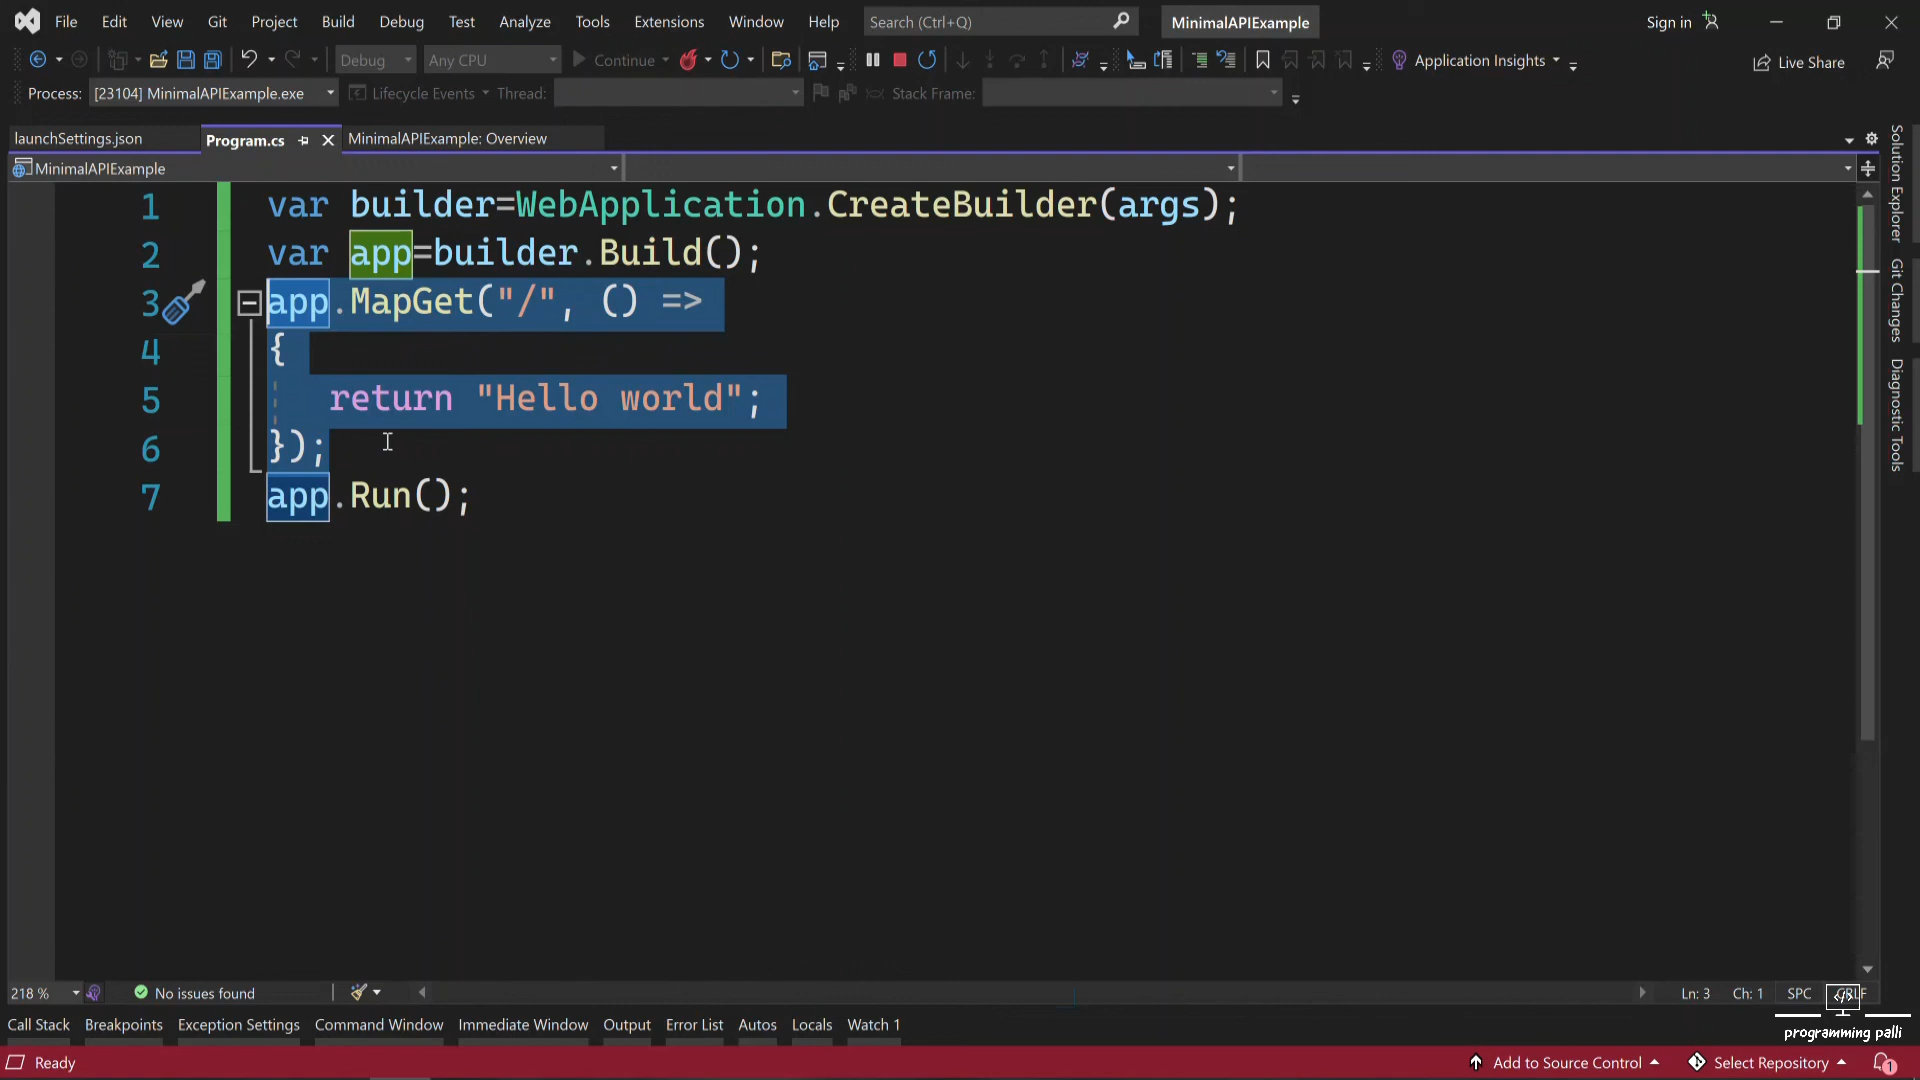 File Edit View Git Project Build Debug Test Analyze Tools Extensions Window Help Search (Ctrl+Q) MinimalAPIExample Sign in
Debug Any CPU Continue Application Insights Live Share
Process: [23104] MinimalAPIExample.exe Lifecycle Events Thread: Stack Frame:
launchSettings.json Program.cs MinimalAPIExample: Overview
MinimalAPIExample
1 var builder=WebApplication.CreateBuilder(args);
2 var app=builder.Build();
3 app.MapGet("/", () =>
4 {
5 return "Hello world";
6 });
7 app.Run();
Solution Explorer
Git Changes
Diagnostic Tools
218 % No issues found Ln: 3 Ch: 1 SPC CRLF
Call Stack Breakpoints Exception Settings Command Window Immediate Window Output Error List Autos Locals Watch 1
programming palli
Ready Add to Source Control Select Repository 1